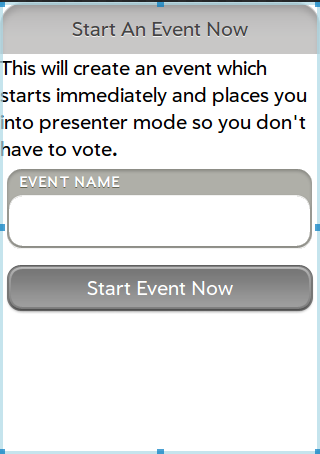 Start An Event Now
This will create an event which
starts immediately and places you
into presenter mode so you don't
have to vote.
EVENT NAME
Start Event Now